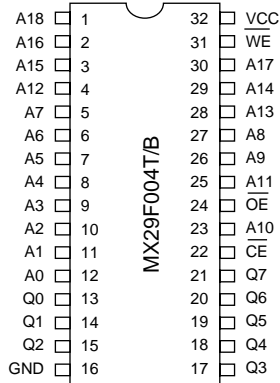 A18 1 32 VCC
A16 2 31 WE
A15 3 30 A17
A12 4 29 A14
A7 5 28 A13
A6 6 27 A8
A5 7 26 A9
A4 8 25 A11
A3 9 24 OE
A2 10 23 A10
A1 11 22 CE
A0 12 21 Q7
Q0 13 20 Q6
Q1 14 19 Q5
Q2 15 18 Q4
GND 16 17 Q3
MX29F004T/B